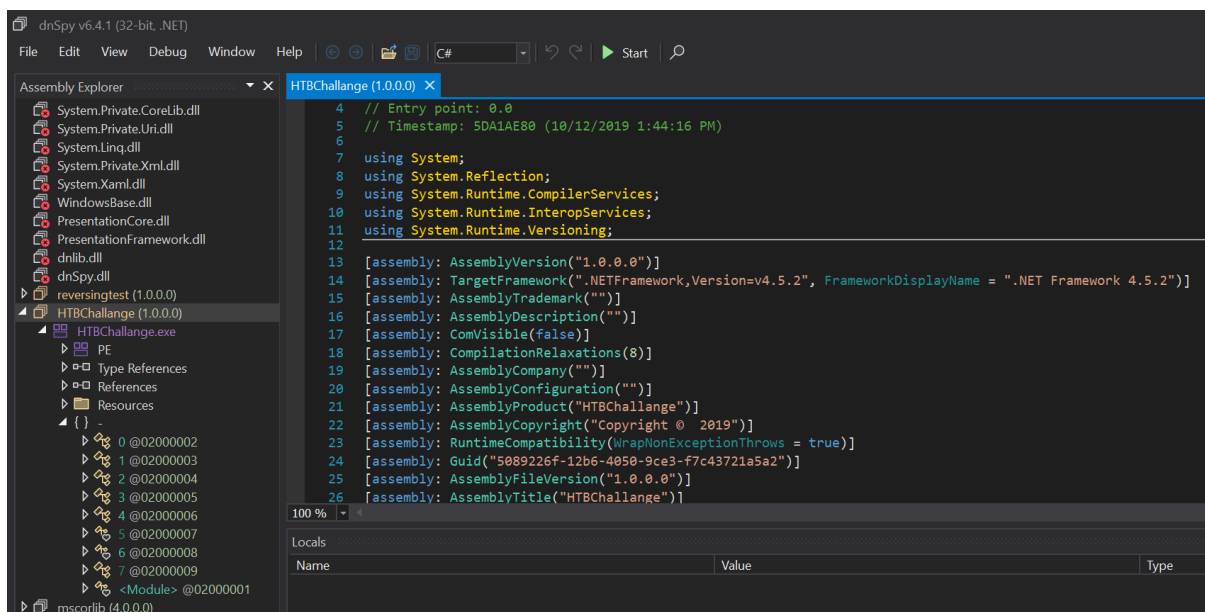 dnSpy v6.4.1 (32-bit, .NET)
File Edit View Debug Window Help C# Start
Assembly Explorer
System.Private.CoreLib.dll
System.Private.Uri.dll
System.Linq.dll
System.Private.Xml.dll
System.Xaml.dll
WindowsBase.dll
PresentationCore.dll
PresentationFramework.dll
dnlib.dll
dnSpy.dll
reversingtest (1.0.0.0)
HTBChallange (1.0.0.0)
HTBChallange.exe
PE
Type References
References
Resources
{ } -
0 @02000002
1 @02000003
2 @02000004
3 @02000005
4 @02000006
5 @02000007
6 @02000008
7 @02000009
<Module> @02000001
mscorlib (4.0.0.0)
HTBChallange (1.0.0.0)
4 // Entry point: 0.0
5 // Timestamp: 5DA1AE80 (10/12/2019 1:44:16 PM)
6
7 using System;
8 using System.Reflection;
9 using System.Runtime.CompilerServices;
10 using System.Runtime.InteropServices;
11 using System.Runtime.Versioning;
12
13 [assembly: AssemblyVersion("1.0.0.0")]
14 [assembly: TargetFramework(".NETFramework,Version=v4.5.2", FrameworkDisplayName = ".NET Framework 4.5.2")]
15 [assembly: AssemblyTrademark("")]
16 [assembly: AssemblyDescription("")]
17 [assembly: ComVisible(false)]
18 [assembly: CompilationRelaxations(8)]
19 [assembly: AssemblyCompany("")]
20 [assembly: AssemblyConfiguration("")]
21 [assembly: AssemblyProduct("HTBChallange")]
22 [assembly: AssemblyCopyright("Copyright © 2019")]
23 [assembly: RuntimeCompatibility(WrapNonExceptionThrows = true)]
24 [assembly: Guid("5089226f-12b6-4050-9ce3-f7c43721a5a2")]
25 [assembly: AssemblyFileVersion("1.0.0.0")]
26 [assembly: AssemblyTitle("HTBChallange")]
100 %
Locals
Name Value Type